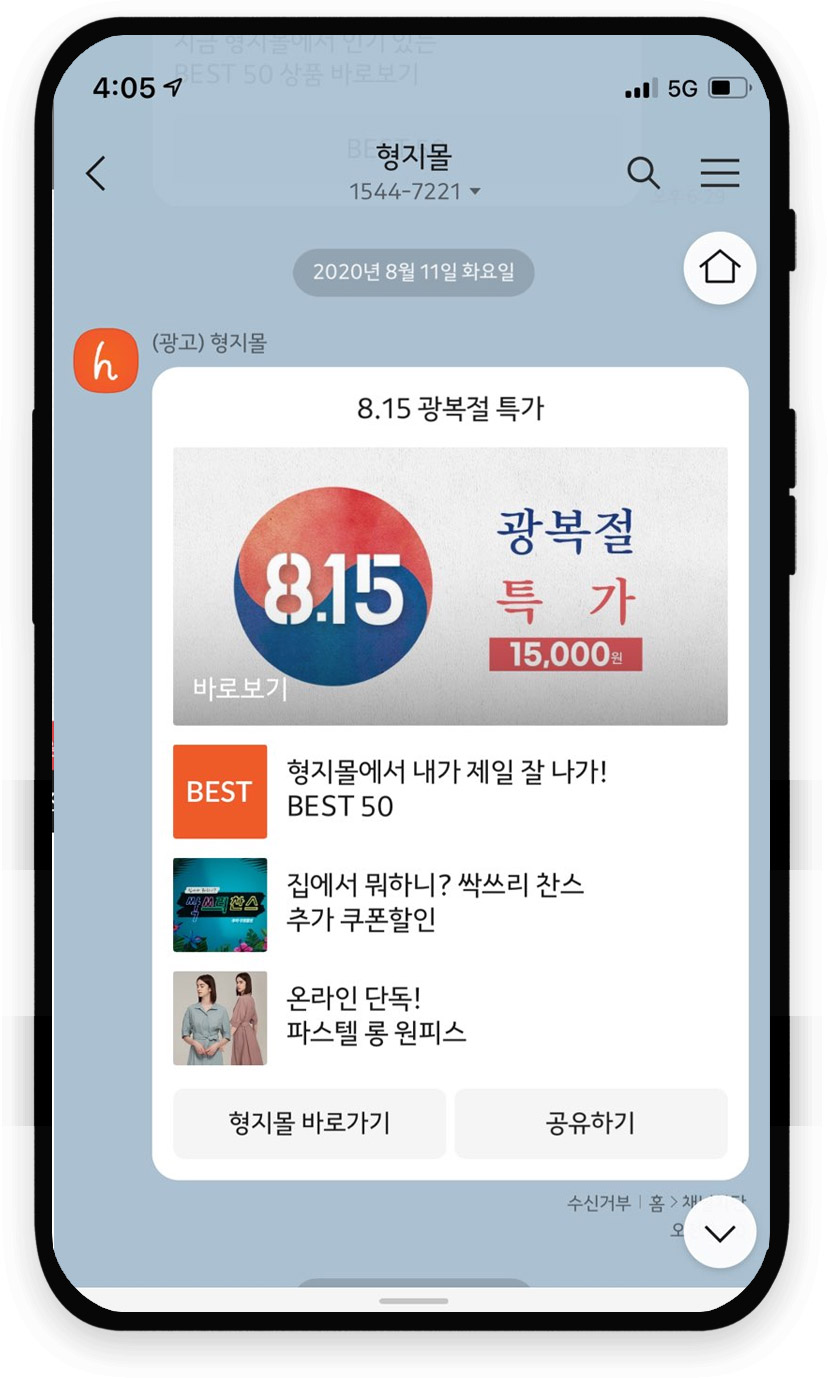 지금 형지몰에서 인기 있는
BEST 50 상품 바로보기
4:05
5G
BE
형지몰
1544-7221
2020년 8월 11일 화요일
h
(광고) 형지몰
8.15 광복절 특가
8.15
광복절
특 가
15,000원
바로보기
BEST
형지몰에서 내가 제일 잘 나가!
BEST 50
싹쓰리찬스
집에서 뭐하니? 싹쓰리 찬스
추가 쿠폰할인
온라인 단독!
파스텔 롱 원피스
형지몰 바로가기
공유하기
수신거부 | 홈 >